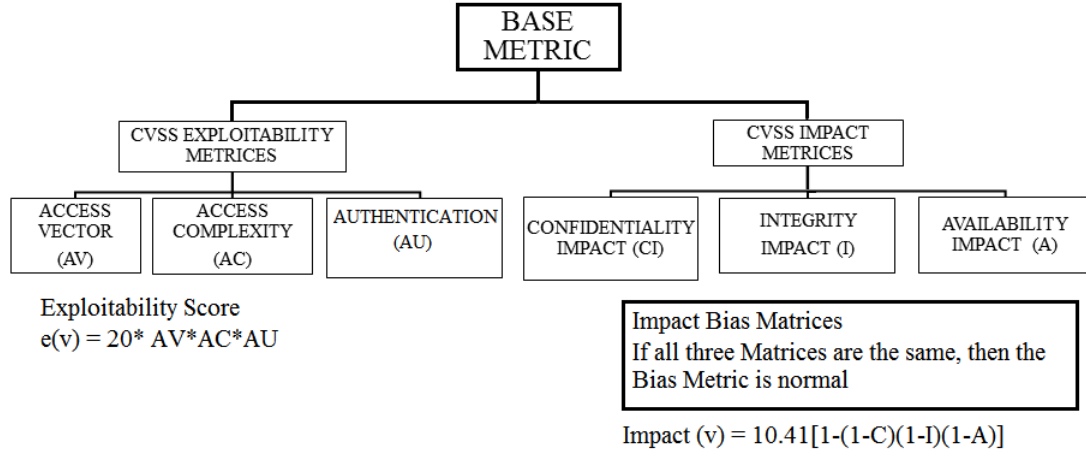 BASE
METRIC
CVSS EXPLOITABILITY
METRICES
CVSS IMPACT
METRICES
ACCESS
VECTOR
(AV)
ACCESS
COMPLEXITY
(AC)
AUTHENTICATION
(AU)
CONFIDENTIALITY
IMPACT (CI)
INTEGRITY
IMPACT (I)
AVAILABILITY
IMPACT (A)
Exploitability Score
e(v) = 20* AV*AC*AU
Impact Bias Matrices
If all three Matrices are the same, then the
Bias Metric is normal
Impact (v) = 10.41[1-(1-C)(1-I)(1-A)]